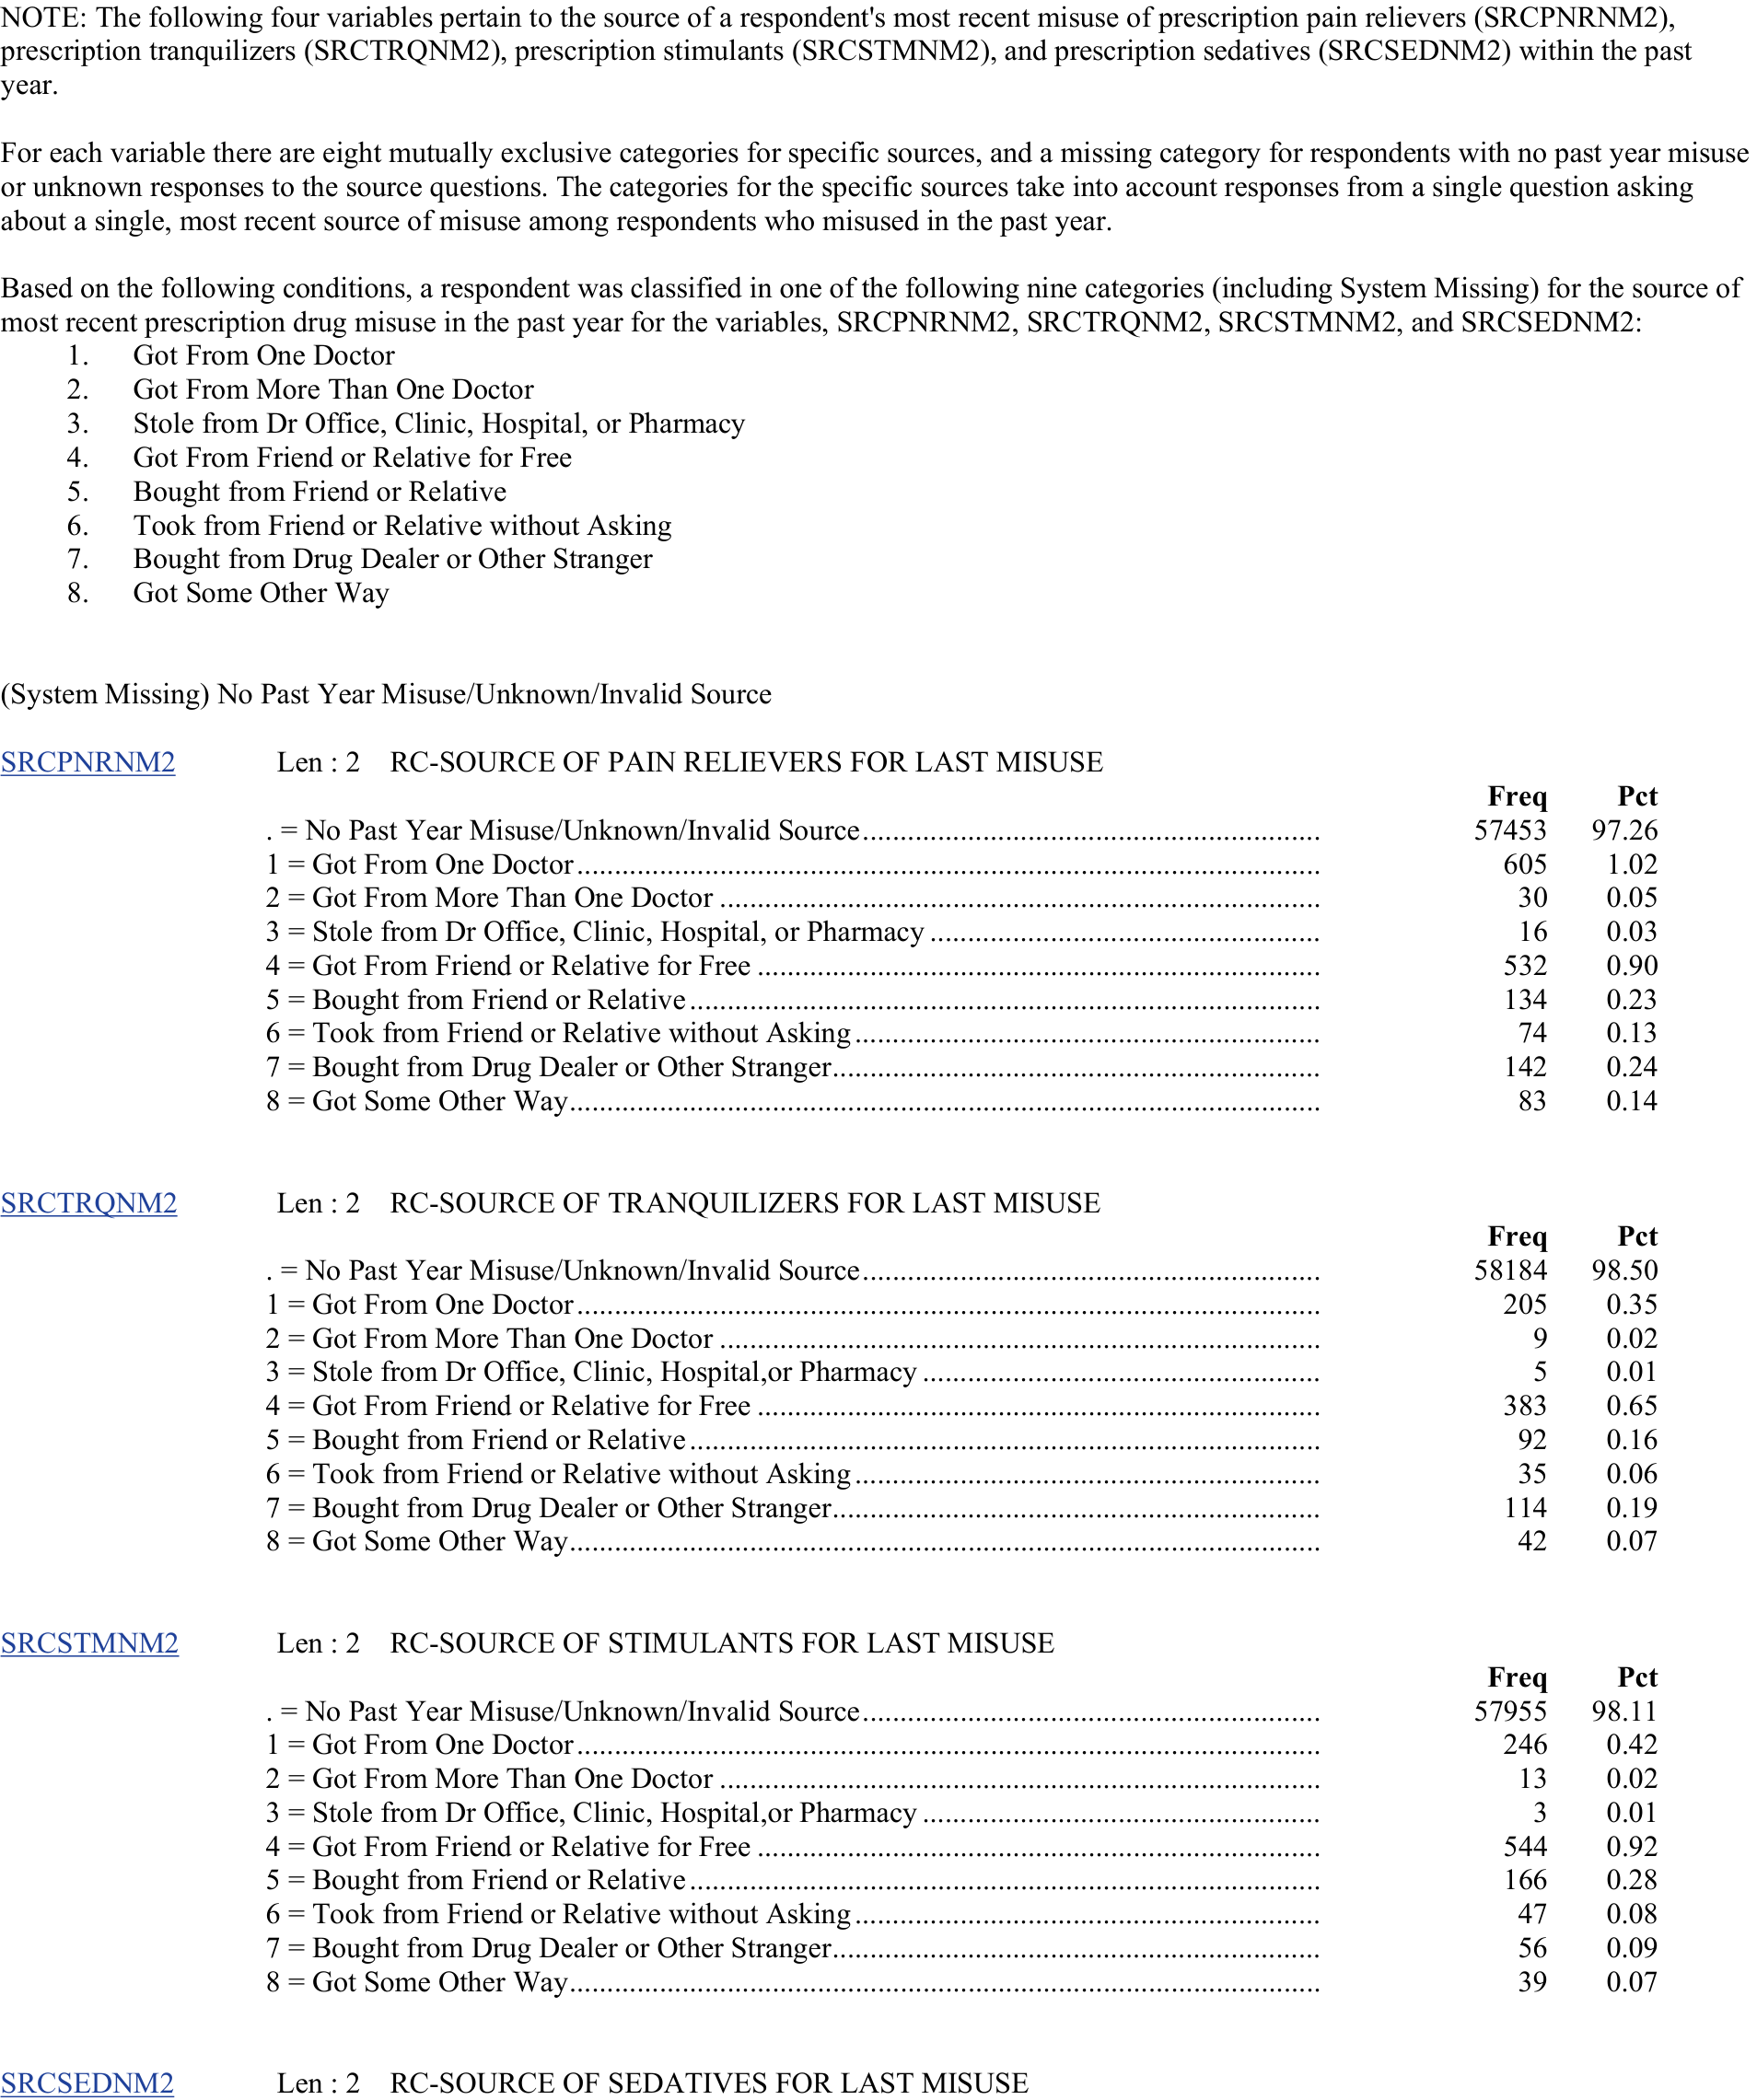 NOTE: The following four variables pertain to the source of a respondent's most recent misuse of prescription pain relievers (SRCPNRNM2),
prescription tranquilizers (SRCTRQNM2), prescription stimulants (SRCSTMNM2), and prescription sedatives (SRCSEDNM2) within the past
year.
For each variable there are eight mutually exclusive categories for specific sources, and a missing category for respondents with no past year misuse
or unknown responses to the source questions. The categories for the specific sources take into account responses from a single question asking
about a single, most recent source of misuse among respondents who misused in the past year.
Based on the following conditions, a respondent was classified in one of the following nine categories (including System Missing) for the source of
most recent prescription drug misuse in the past year for the variables, SRCPNRNM2, SRCTRQNM2, SRCSTMNM2, and SRCSEDNM2:
1. Got From One Doctor
2. Got From More Than One Doctor
3. Stole from Dr Office, Clinic, Hospital, or Pharmacy
4. Got From Friend or Relative for Free
5. Bought from Friend or Relative
6. Took from Friend or Relative without Asking
7. Bought from Drug Dealer or Other Stranger
8. Got Some Other Way
(System Missing) No Past Year Misuse/Unknown/Invalid Source
SRCPNRNM2 Len : 2 RC-SOURCE OF PAIN RELIEVERS FOR LAST MISUSE
Freq Pct
. = No Past Year Misuse/Unknown/Invalid Source 57453 97.26
1 = Got From One Doctor 605 1.02
2 = Got From More Than One Doctor 30 0.05
3 = Stole from Dr Office, Clinic, Hospital, or Pharmacy 16 0.03
4 = Got From Friend or Relative for Free 532 0.90
5 = Bought from Friend or Relative 134 0.23
6 = Took from Friend or Relative without Asking 74 0.13
7 = Bought from Drug Dealer or Other Stranger 142 0.24
8 = Got Some Other Way 83 0.14
SRCTRQNM2 Len : 2 RC-SOURCE OF TRANQUILIZERS FOR LAST MISUSE
Freq Pct
. = No Past Year Misuse/Unknown/Invalid Source 58184 98.50
1 = Got From One Doctor 205 0.35
2 = Got From More Than One Doctor 9 0.02
3 = Stole from Dr Office, Clinic, Hospital,or Pharmacy 5 0.01
4 = Got From Friend or Relative for Free 383 0.65
5 = Bought from Friend or Relative 92 0.16
6 = Took from Friend or Relative without Asking 35 0.06
7 = Bought from Drug Dealer or Other Stranger 114 0.19
8 = Got Some Other Way 42 0.07
SRCSTMNM2 Len : 2 RC-SOURCE OF STIMULANTS FOR LAST MISUSE
Freq Pct
. = No Past Year Misuse/Unknown/Invalid Source 57955 98.11
1 = Got From One Doctor 246 0.42
2 = Got From More Than One Doctor 13 0.02
3 = Stole from Dr Office, Clinic, Hospital,or Pharmacy 3 0.01
4 = Got From Friend or Relative for Free 544 0.92
5 = Bought from Friend or Relative 166 0.28
6 = Took from Friend or Relative without Asking 47 0.08
7 = Bought from Drug Dealer or Other Stranger 56 0.09
8 = Got Some Other Way 39 0.07
SRCSEDNM2 Len : 2 RC-SOURCE OF SEDATIVES FOR LAST MISUSE